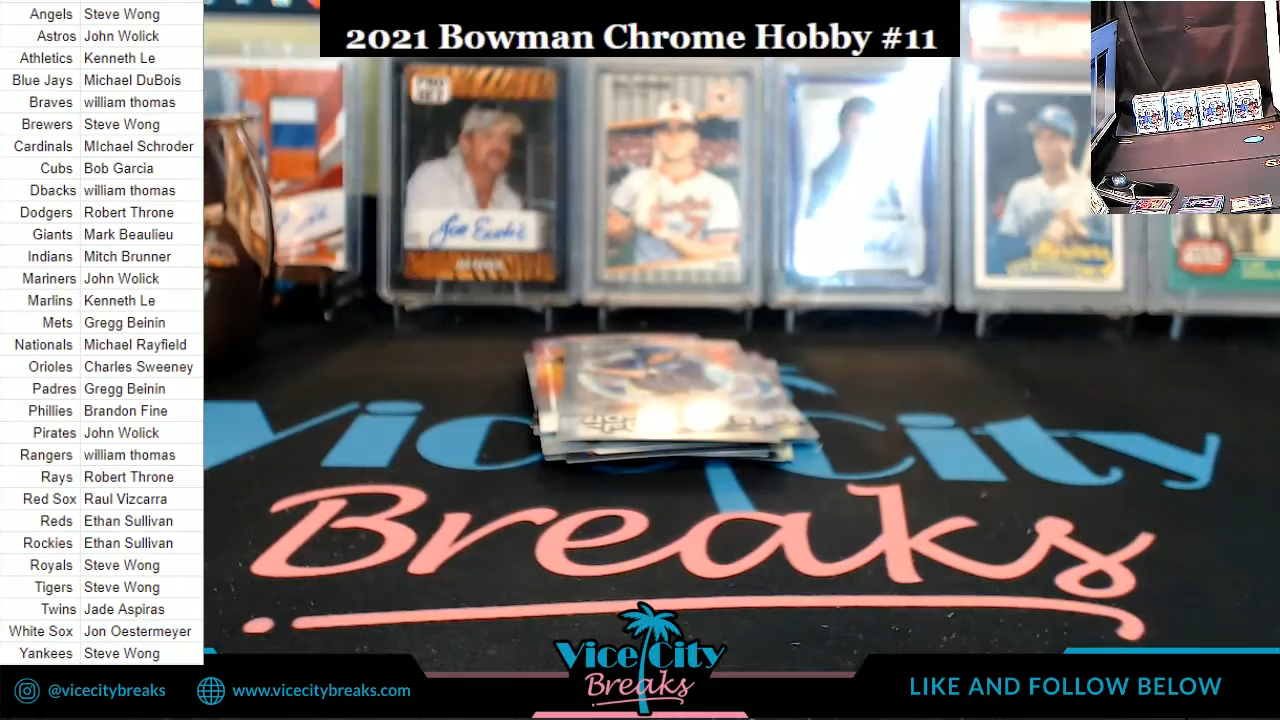 2021 Bowman Chrome Hobby #11
Angels Steve Wong
Astros John Wolick
Athletics Kenneth Le
Blue Jays Michael DuBois
Braves william thomas
Brewers Steve Wong
Cardinals MIchael Schroder
Cubs Bob Garcia
Dbacks william thomas
Dodgers Robert Throne
Giants Mark Beaulieu
Indians Mitch Brunner
Mariners John Wolick
Marlins Kenneth Le
Mets Gregg Beinin
Nationals Michael Rayfield
Orioles Charles Sweeney
Padres Gregg Beinin
Phillies Brandon Fine
Pirates John Wolick
Rangers william thomas
Rays Robert Throne
Red Sox Raul Vizcarra
Reds Ethan Sullivan
Rockies Ethan Sullivan
Royals Steve Wong
Tigers Steve Wong
Twins Jade Aspiras
White Sox Jon Oestermeyer
Yankees Steve Wong
Vice City
Breaks
@vicecitybreaks
www.vicecitybreaks.com
Vice City
Breaks
LIKE AND FOLLOW BELOW